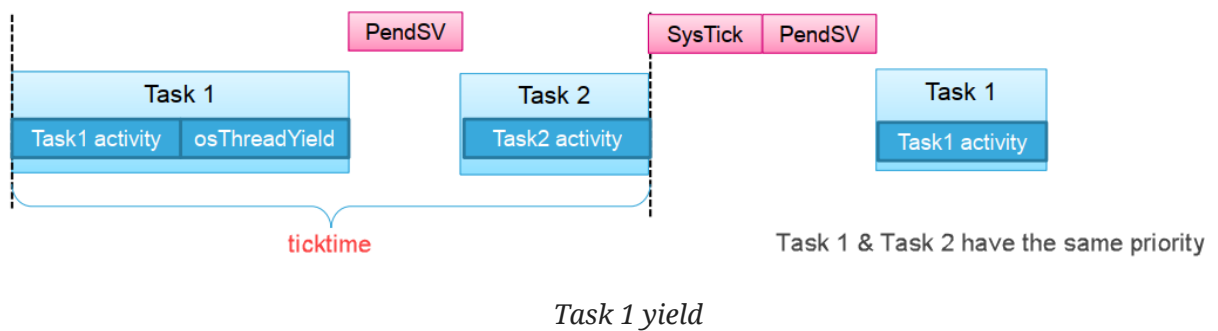 PendSV
SysTick
PendSV
Task 1
Task 2
Task 1
Task1 activity
osThreadYield
Task2 activity
Task1 activity
ticktime
Task 1 & Task 2 have the same priority
Task 1 yield